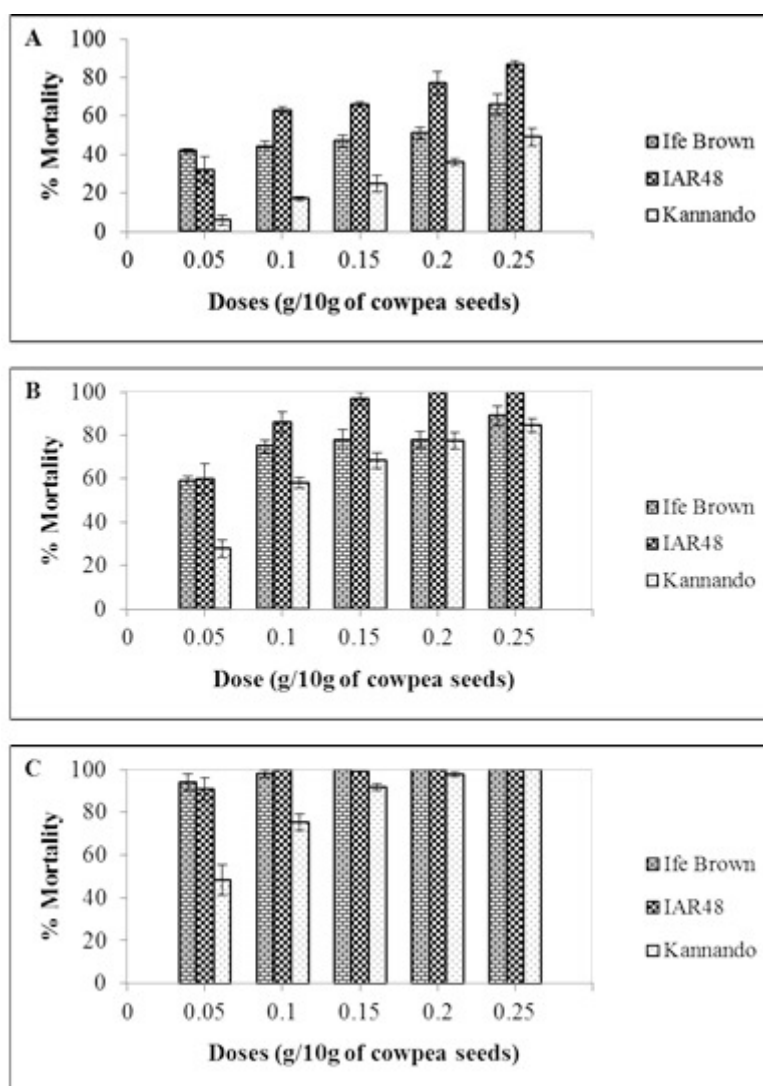 A
100
80
60
40
20
0
% Mortality
0 0.05 0.1 0.15 0.2 0.25
Doses (g/10g of cowpea seeds)
Ife Brown
IAR48
Kannando
B
100
80
60
40
20
0
% Mortality
0 0.05 0.1 0.15 0.2 0.25
Dose (g/10g of cowpea seeds)
Ife Brown
IAR48
Kannando
C
100
80
60
40
20
0
% Mortality
0 0.05 0.1 0.15 0.2 0.25
Doses (g/10g of cowpea seeds)
Ife Brown
IAR48
Kannando